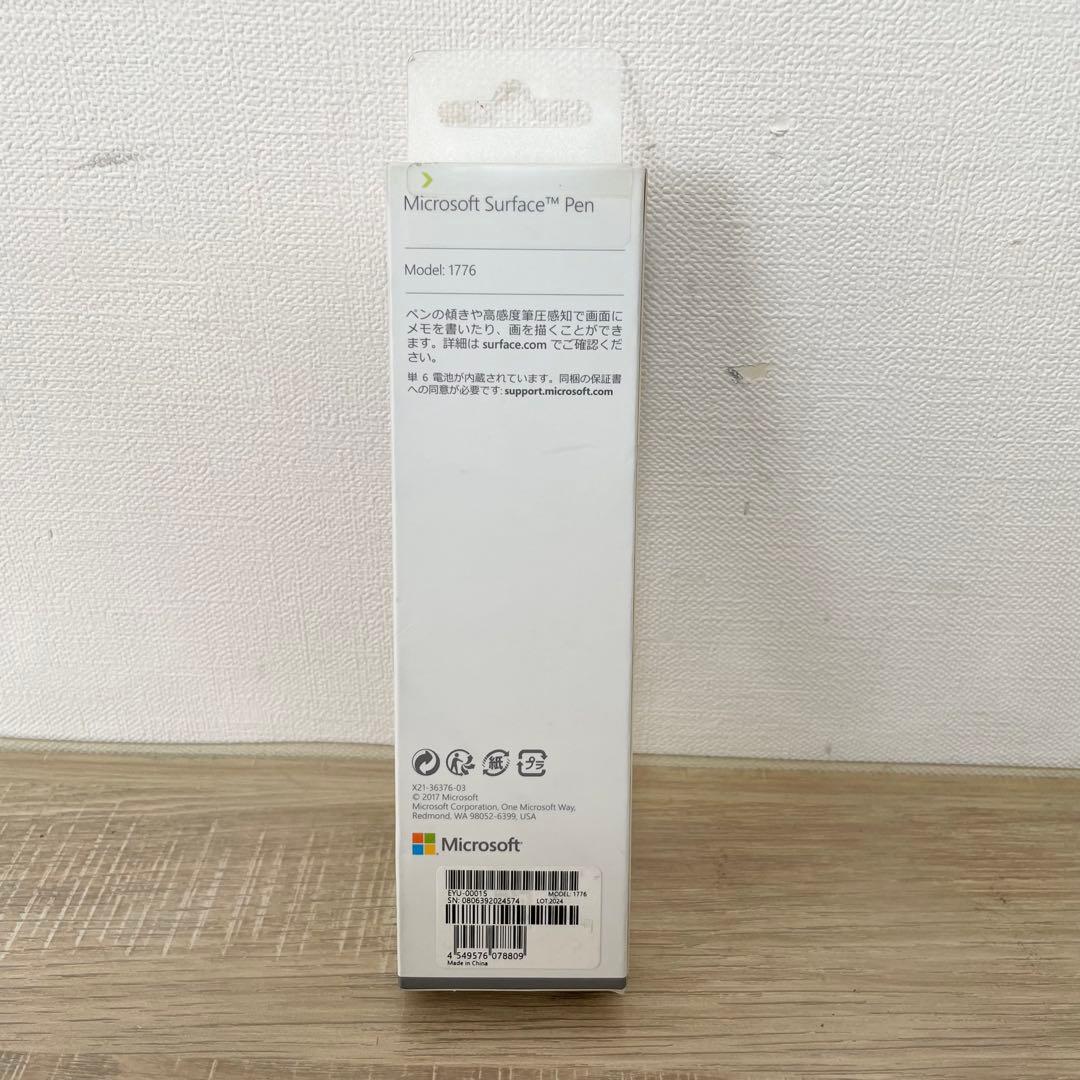 Microsoft Surface™ Pen
Model: 1776
ペンの傾きや高感度筆圧感知で画面に
メモを書いたり、画を描くことができ
ます。詳細は surface.com でご確認くだ
さい。
単 6 電池が内蔵されています。同梱の保証書
への同意が必要です: support.microsoft.com
紙
プラ
X21-36376-03
© 2017 Microsoft
Microsoft Corporation, One Microsoft Way,
Redmond, WA 98052-6399, USA
Microsoft
EYU-00015 MODEL: 1776
SN: 0806392024574 LOT:2024
4 549576 078809
Made in China